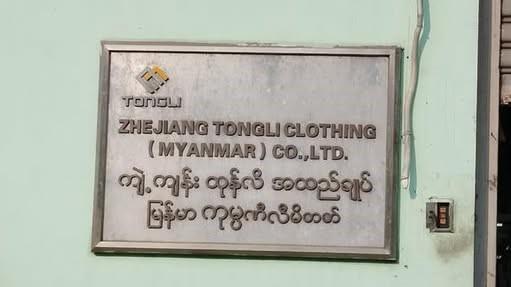 TONGLI
ZHEJIANG TONGLI CLOTHING
( MYANMAR ) CO.,LTD.
ကျဲ့ကျန်း ထုန်လိ အထည်ချုပ်
မြန်မာ ကုမ္ပဏီလီမိတတ်